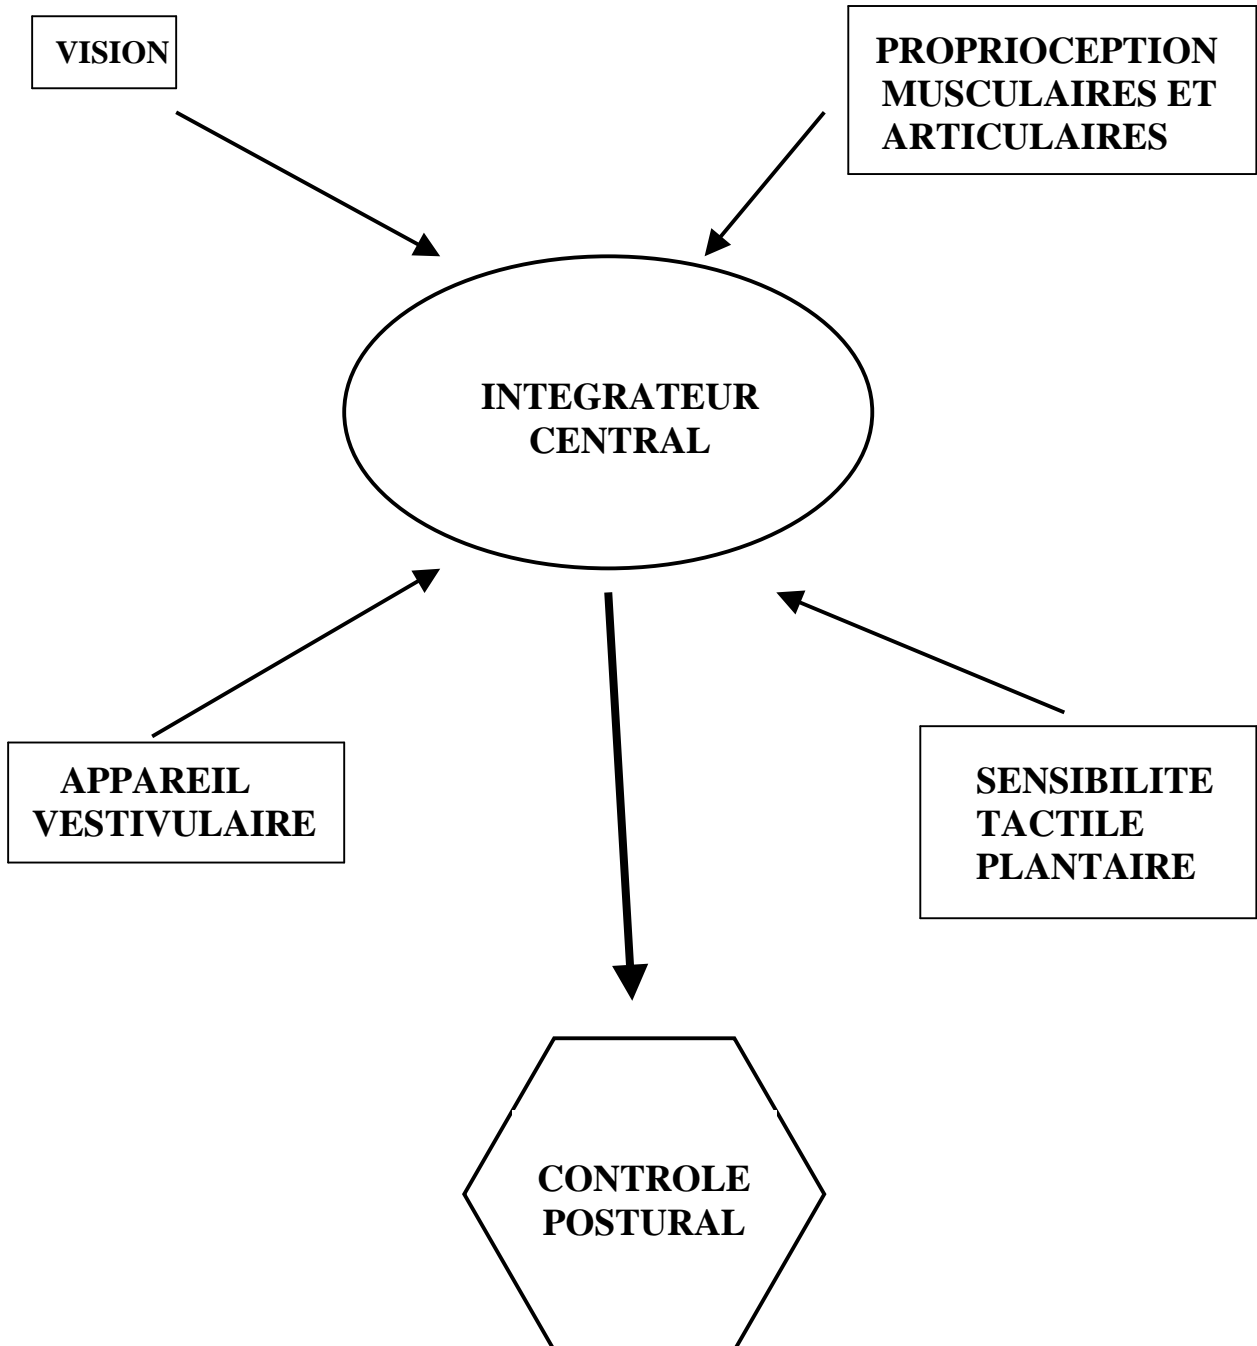 VISION
PROPRIOCEPTION
MUSCULAIRES ET
ARTICULAIRES
INTEGRATEUR
CENTRAL
APPAREIL
VESTIVULAIRE
SENSIBILITE
TACTILE
PLANTAIRE
CONTROLE
POSTURAL